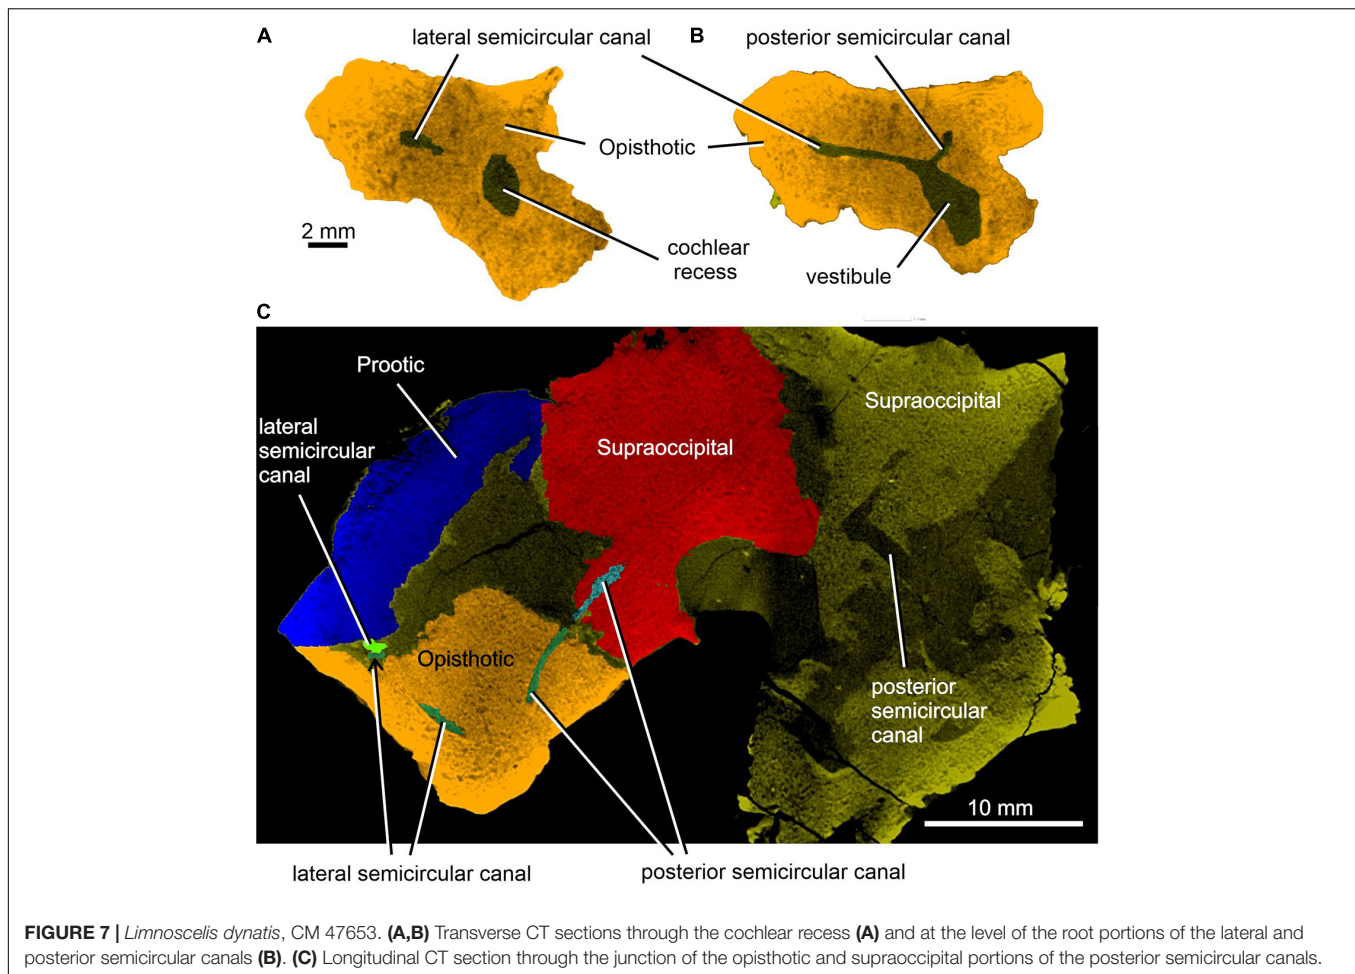 A
lateral semicircular canal
B
posterior semicircular canal
Opisthotic
2 mm
cochlear
recess
vestibule
C
Prootic
lateral
semicircular
canal
Supraoccipital
Supraoccipital
Opisthotic
posterior
semicircular
canal
10 mm
lateral semicircular canal
posterior semicircular canal
FIGURE 7 | Limnoscelis dynatis, CM 47653. (A,B) Transverse CT sections through the cochlear recess (A) and at the level of the root portions of the lateral and
posterior semicircular canals (B). (C) Longitudinal CT section through the junction of the opisthotic and supraoccipital portions of the posterior semicircular canals.